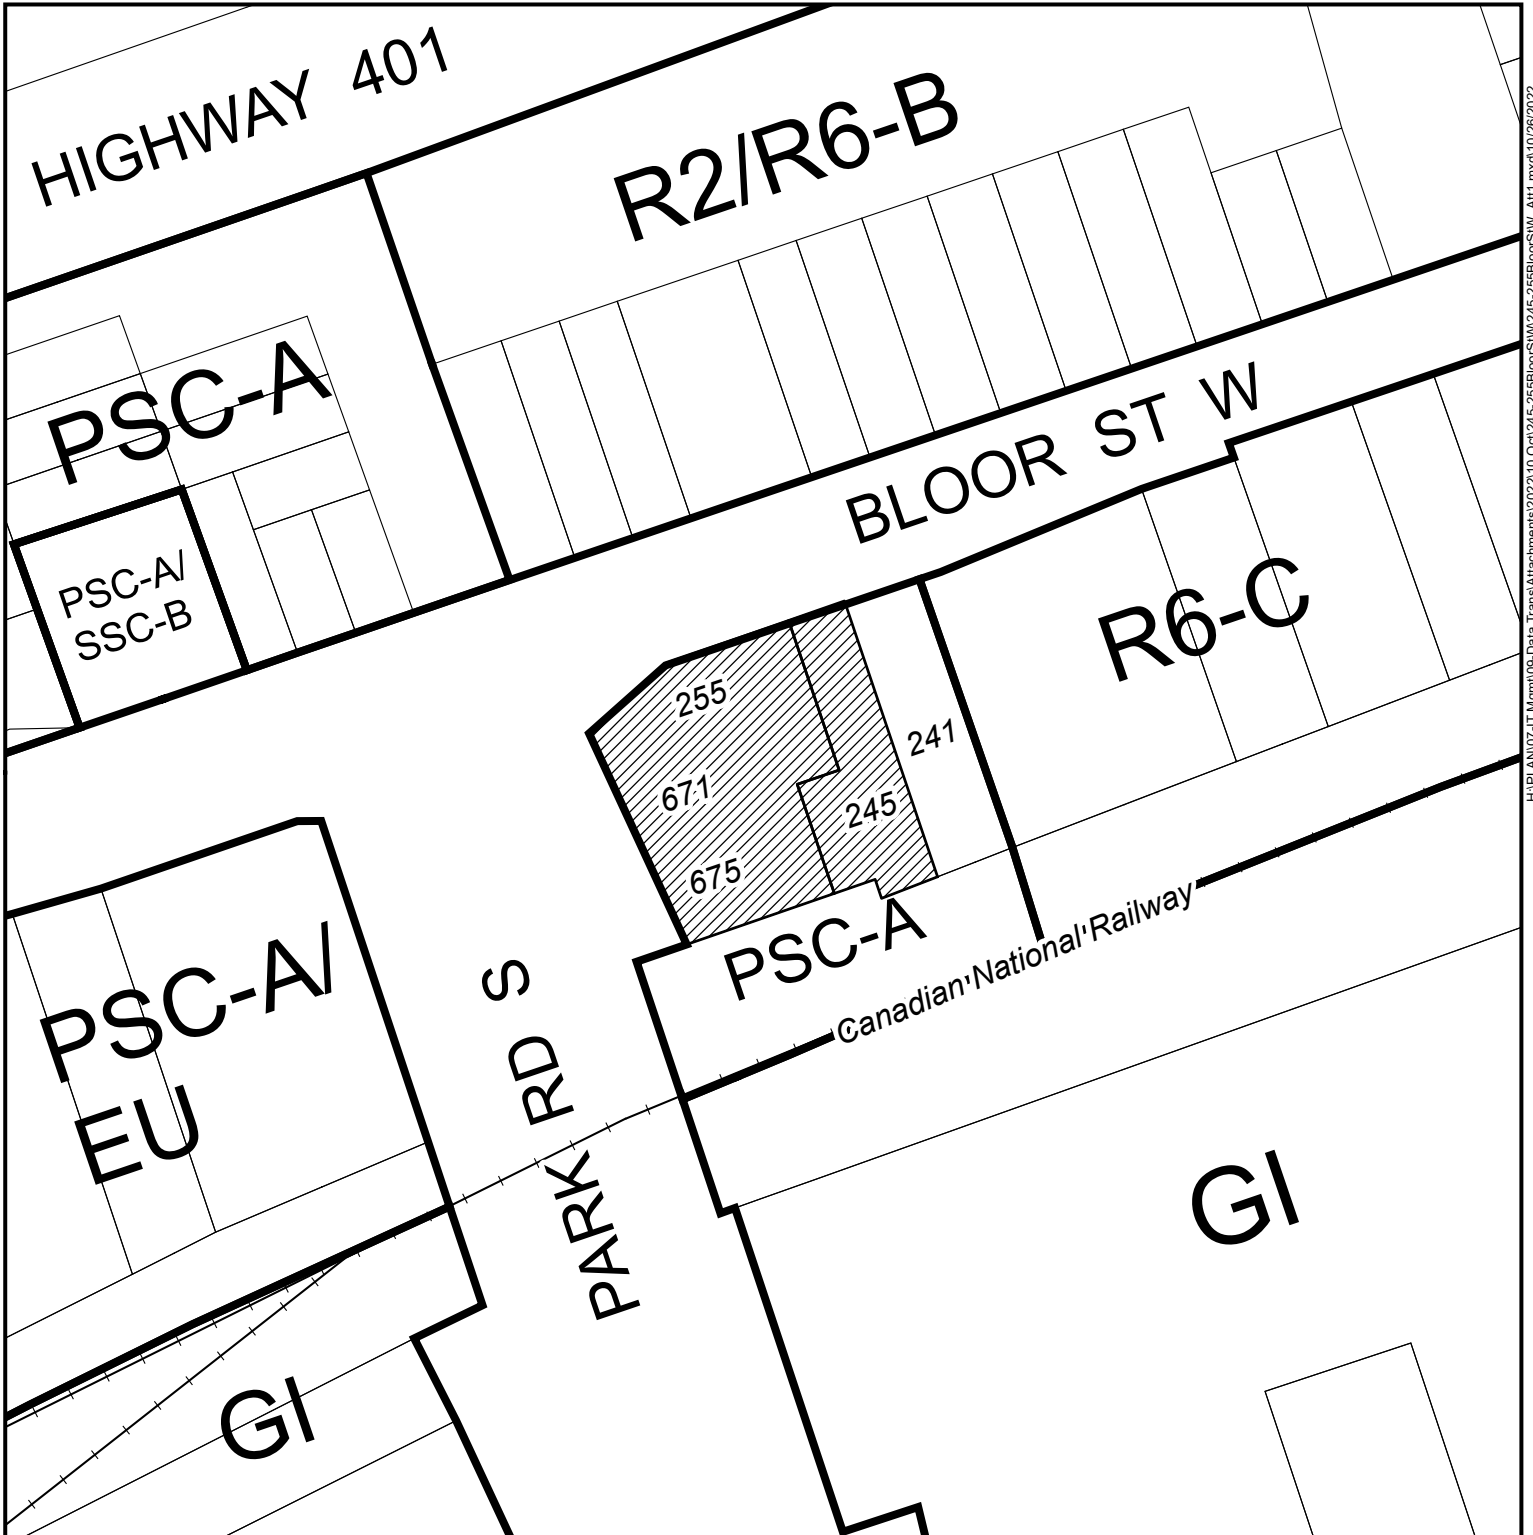 HIGHWAY 401
R2/R6-B
PSC-A
PSC-A/
SSC-B
BLOOR ST W
R6-C
255
671
675
245
241
PSC-A
Canadian National Railway
PARK RD S
PSC-A/
EU
GI
GI